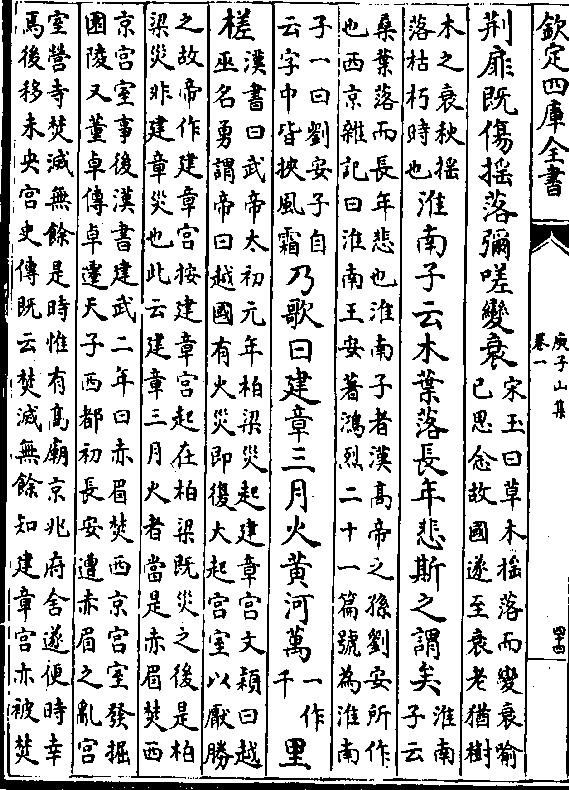 欽定四庫全書
庾子山集
卷一
四十四
荆扉既傷揺落彌嗟變衰
宋玉曰草木揺落而變衰喻
已思念故國遂至衰老猶樹
木之衰秋揺
落枯朽時也
淮南子云木葉落長年悲斯之謂矣
淮南
子云
桑葉落而長年悲也淮南子者漢髙帝之孫劉安所作
也西京雜記曰淮南王安著鴻烈二十一篇號為淮南
子一曰劉安子自
云字中皆挾風霜
乃歌曰建章三月火黄河萬
一作
千
里
槎
漢書曰武帝太初元年柏梁災起建章宫文穎曰越
巫名勇謂帝曰越國有火災即復大起宫室以厭勝
之故帝作建章宫按建章宫起在柏梁既災之後是柏
梁災非建章災也此云建章三月火者當是赤眉焚西
京宫室事後漢書建武二年曰赤眉焚西京宫室發掘
園陵又董卓傳卓遷天子西都初長安遭赤眉之亂宫
室營寺焚滅無餘是時惟有髙廟京兆府舍遂便時幸
焉後移未央宫史傳既云焚滅無餘知建章宫亦被焚